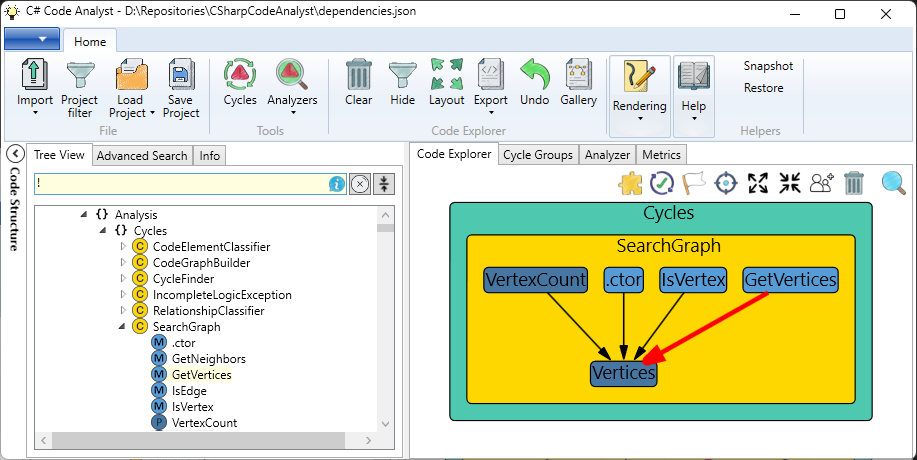 C# Code Analyst - D:\Repositories\CSharpCodeAnalyst\dependencies.json
Home
Import
Project filter
Load Project
Save Project
File
Cycles
Analyzers
Tools
Clear
Hide
Layout
Export
Undo
Gallery
Code Explorer
Rendering
Help
Snapshot
Restore
Helpers
Code Structure
Tree View
Advanced Search
Info
!
{} Analysis
{} Cycles
C CodeElementClassifier
C CodeGraphBuilder
C CycleFinder
C IncompleteLogicException
C RelationshipClassifier
C SearchGraph
M .ctor
M GetNeighbors
M GetVertices
M IsEdge
M IsVertex
P VertexCount
Code Explorer
Cycle Groups
Analyzer
Metrics
Cycles
SearchGraph
VertexCount
.ctor
IsVertex
GetVertices
Vertices